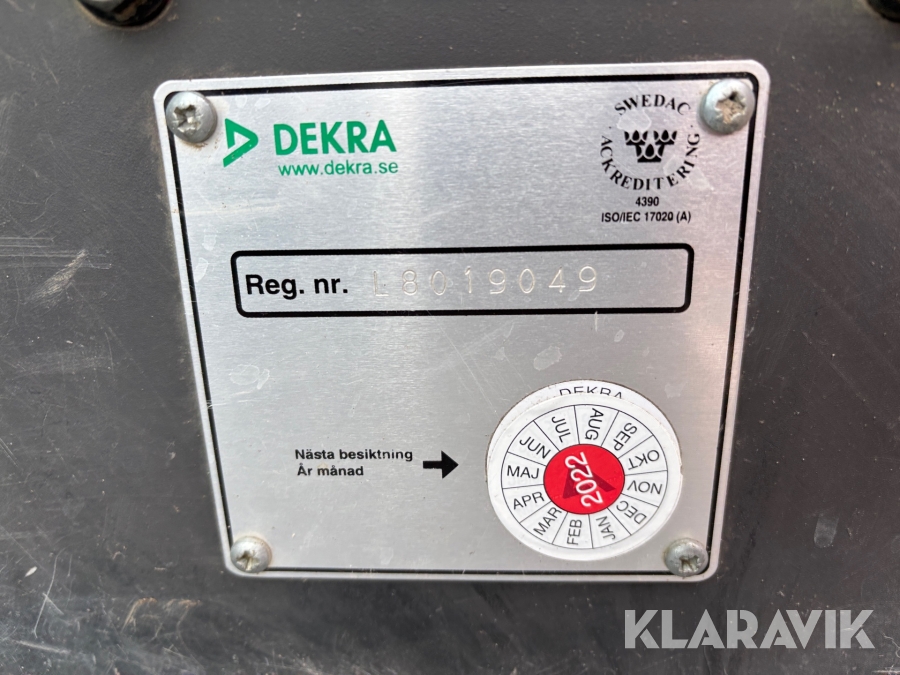 DEKRA
www.dekra.se
SWEDAC
ACKREDITERING
4390
ISO/IEC 17020 (A)
Reg. nr. L8019049
Nästa besiktning
År månad
DEKRA
JAN
FEB
MAR
APR
MAJ
JUN
JUL
AUG
SEP
OKT
NOV
DEC
2022
KLARAVIK